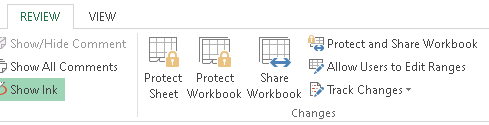 REVIEW VIEW
Show/Hide Comment
Show All Comments
Show Ink
Protect Sheet
Protect Workbook
Share Workbook
Protect and Share Workbook
Allow Users to Edit Ranges
Track Changes
Changes